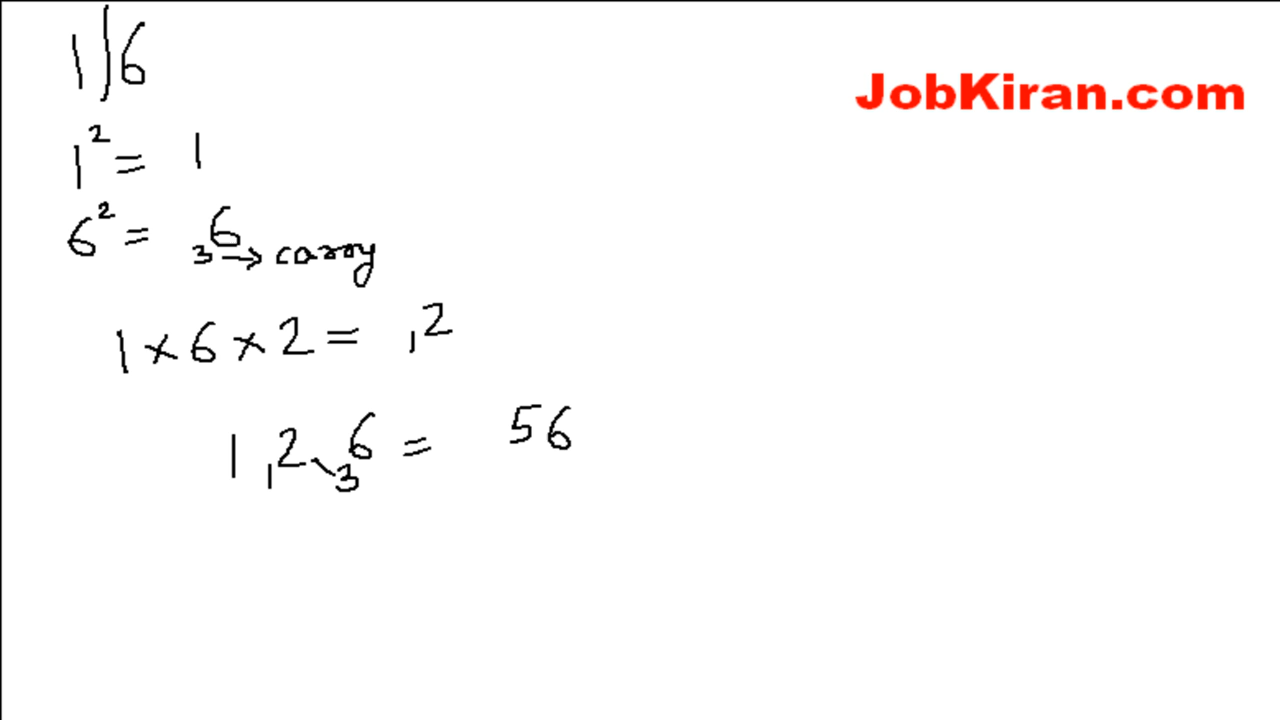 1)6
JobKiran.com
1² = 1
6² = ₃6 → carry
1 × 6 × 2 = ₁2
1 ₁2 ₃6 = 56